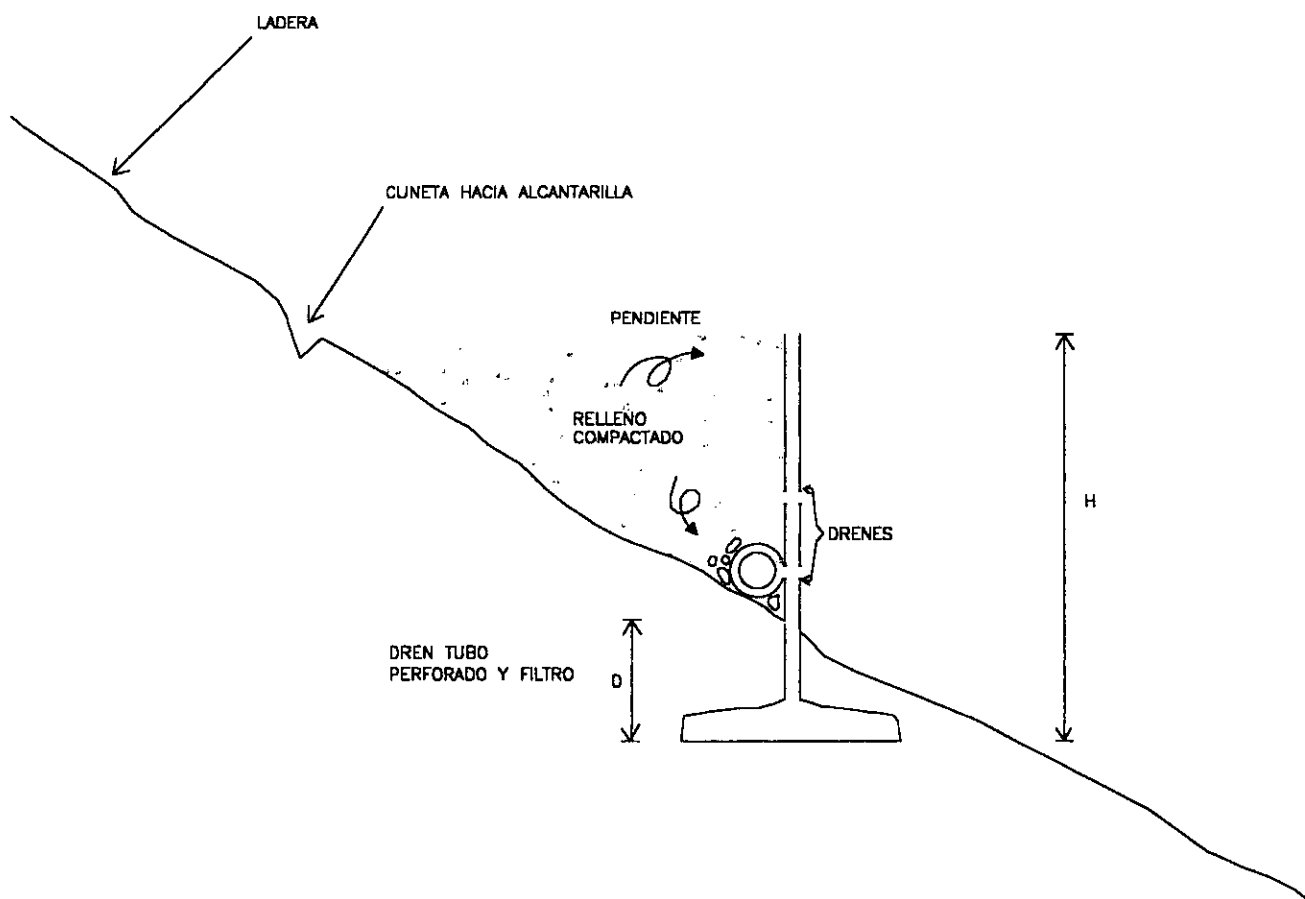 LADERA
CUNETA HACIA ALCANTARILLA
PENDIENTE
RELLENO
COMPACTADO
H
DRENES
DREN TUBO
PERFORADO Y FILTRO
D